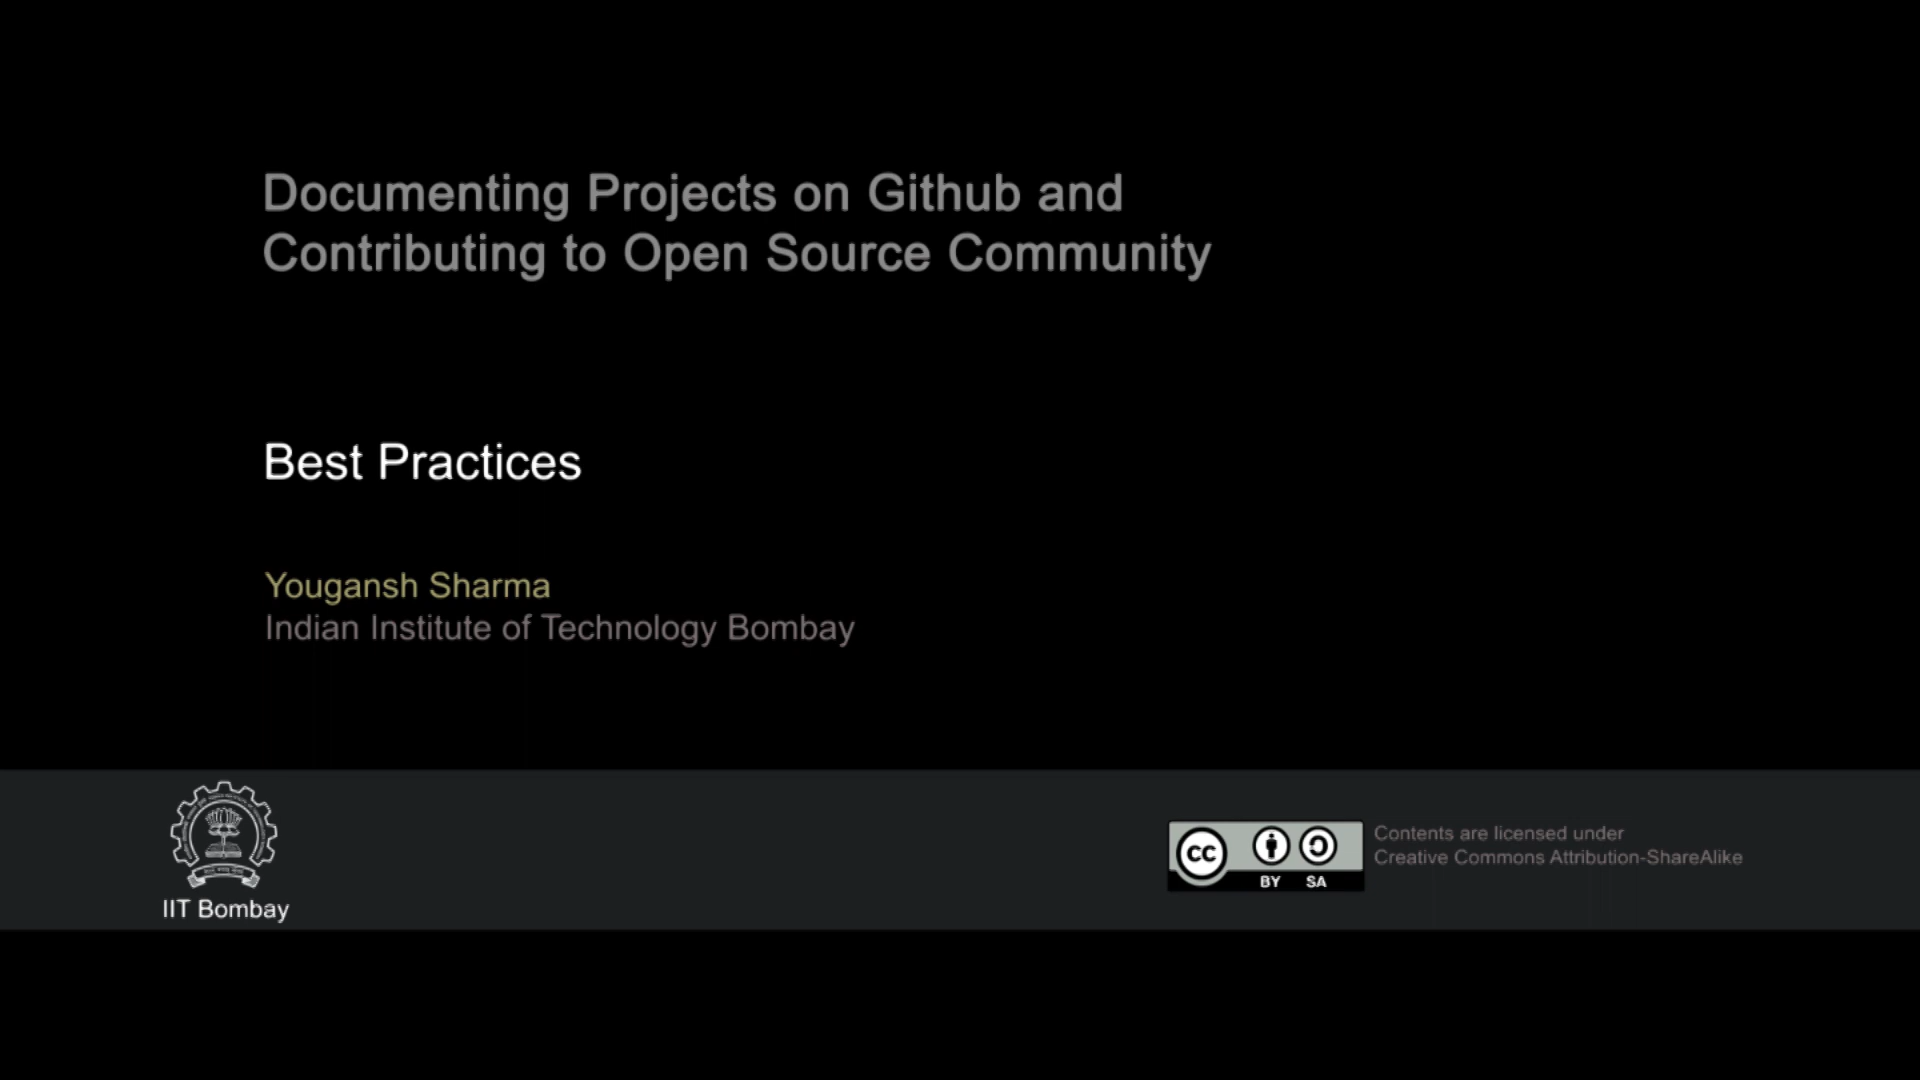 Documenting Projects on Github and
Contributing to Open Source Community
Best Practices
Yougansh Sharma
Indian Institute of Technology Bombay
IIT Bombay
cc
BY SA
Contents are licensed under
Creative Commons Attribution-ShareAlike